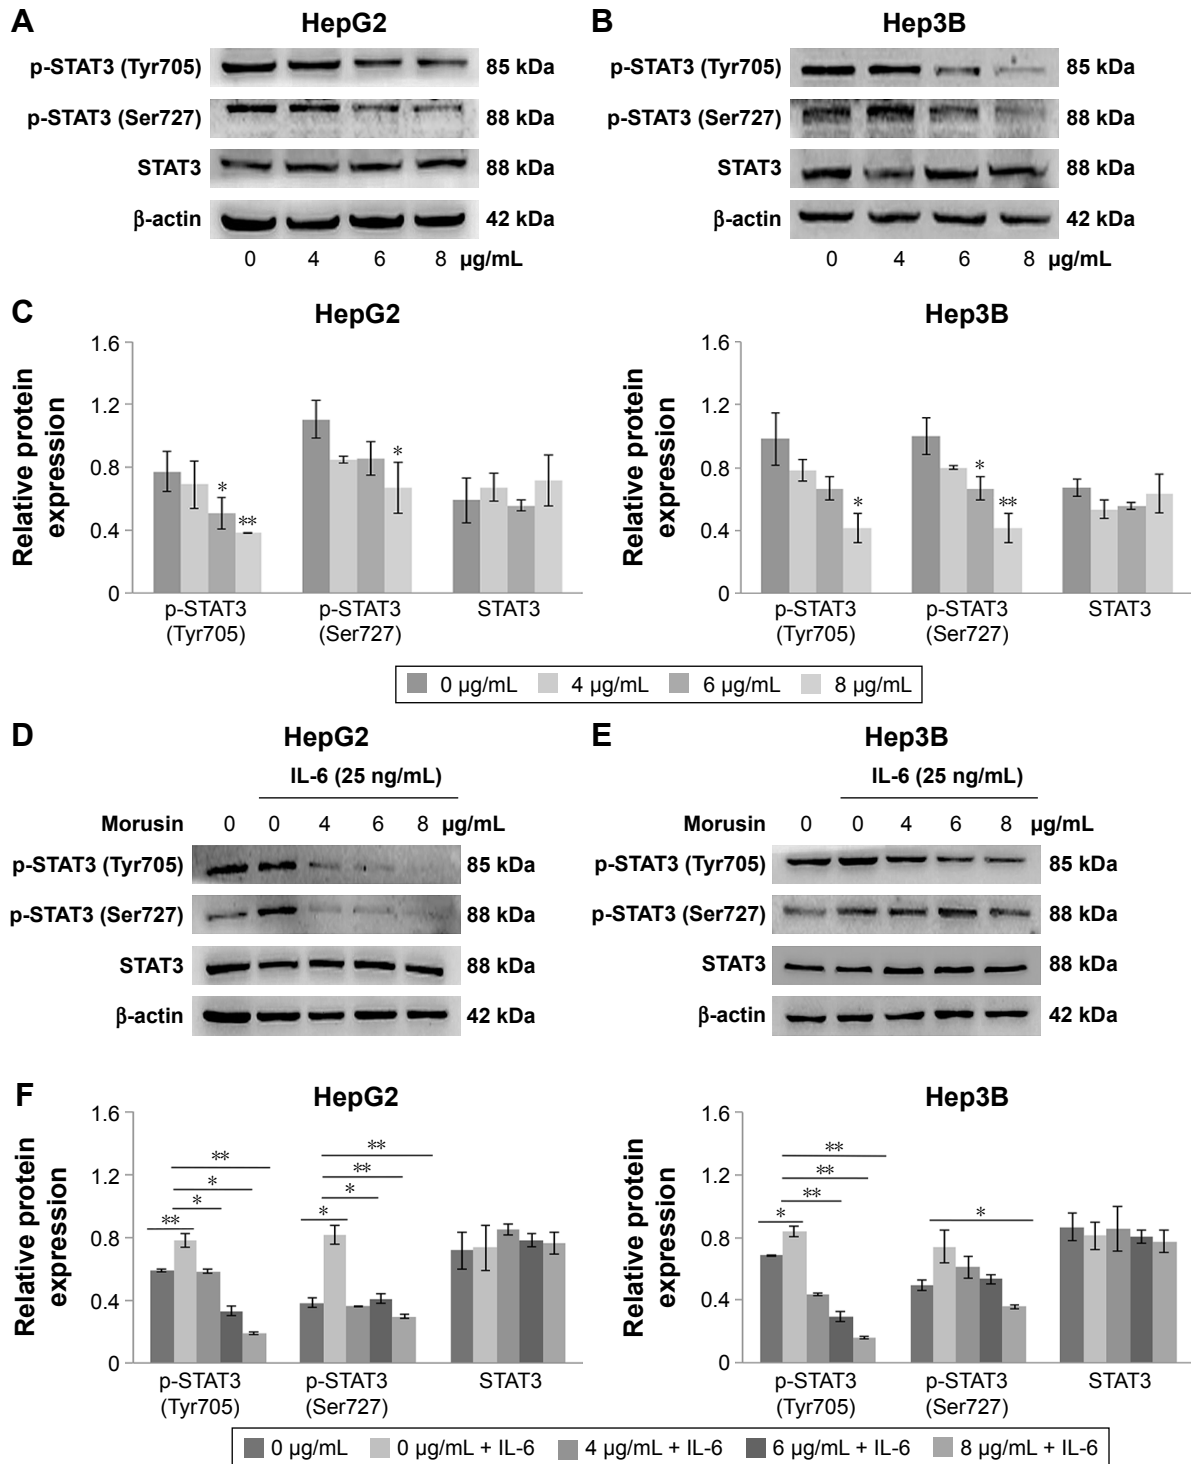 A HepG2
p-STAT3 (Tyr705) 85 kDa
p-STAT3 (Ser727) 88 kDa
STAT3 88 kDa
β-actin 42 kDa
0 4 6 8 µg/mL
B Hep3B
p-STAT3 (Tyr705) 85 kDa
p-STAT3 (Ser727) 88 kDa
STAT3 88 kDa
β-actin 42 kDa
0 4 6 8 µg/mL
C HepG2
Relative protein
expression
1.6
1.2
0.8
0.4
0
*
**
*
p-STAT3
(Tyr705)
p-STAT3
(Ser727)
STAT3
Hep3B
Relative protein
expression
1.6
1.2
0.8
0.4
0
*
*
**
p-STAT3
(Tyr705)
p-STAT3
(Ser727)
STAT3
0 µg/mL 4 µg/mL 6 µg/mL 8 µg/mL
D HepG2
IL-6 (25 ng/mL)
Morusin 0 0 4 6 8 µg/mL
p-STAT3 (Tyr705) 85 kDa
p-STAT3 (Ser727) 88 kDa
STAT3 88 kDa
β-actin 42 kDa
E Hep3B
IL-6 (25 ng/mL)
Morusin 0 0 4 6 8 µg/mL
p-STAT3 (Tyr705) 85 kDa
p-STAT3 (Ser727) 88 kDa
STAT3 88 kDa
β-actin 42 kDa
F HepG2
Relative protein
expression
1.6
1.2
0.8
0.4
0
**
*
*
**
**
**
*
*
p-STAT3
(Tyr705)
p-STAT3
(Ser727)
STAT3
Hep3B
Relative protein
expression
1.6
1.2
0.8
0.4
0
**
**
**
*
*
p-STAT3
(Tyr705)
p-STAT3
(Ser727)
STAT3
0 µg/mL 0 µg/mL + IL-6 4 µg/mL + IL-6 6 µg/mL + IL-6 8 µg/mL + IL-6